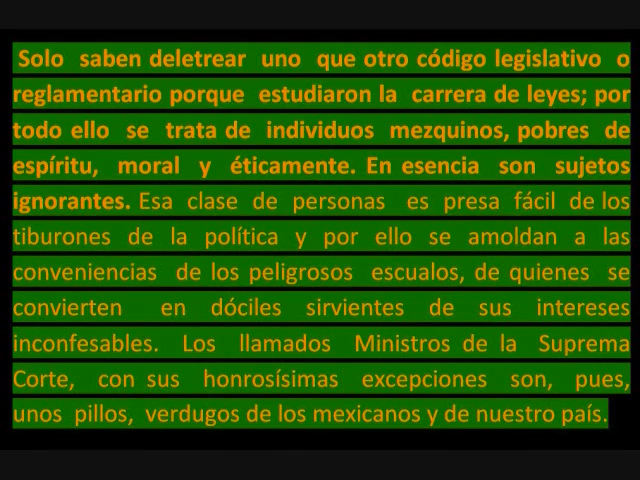 Solo saben deletrear uno que otro código legislativo o
reglamentario porque estudiaron la carrera de leyes; por
todo ello se trata de individuos mezquinos, pobres de
espíritu, moral y éticamente. En esencia son sujetos
ignorantes. Esa clase de personas es presa fácil de los
tiburones de la política y por ello se amoldan a las
conveniencias de los peligrosos escualos, de quienes se
convierten en dóciles sirvientes de sus intereses
inconfesables. Los llamados Ministros de la Suprema
Corte, con sus honrosísimas excepciones son, pues,
unos pillos, verdugos de los mexicanos y de nuestro país.